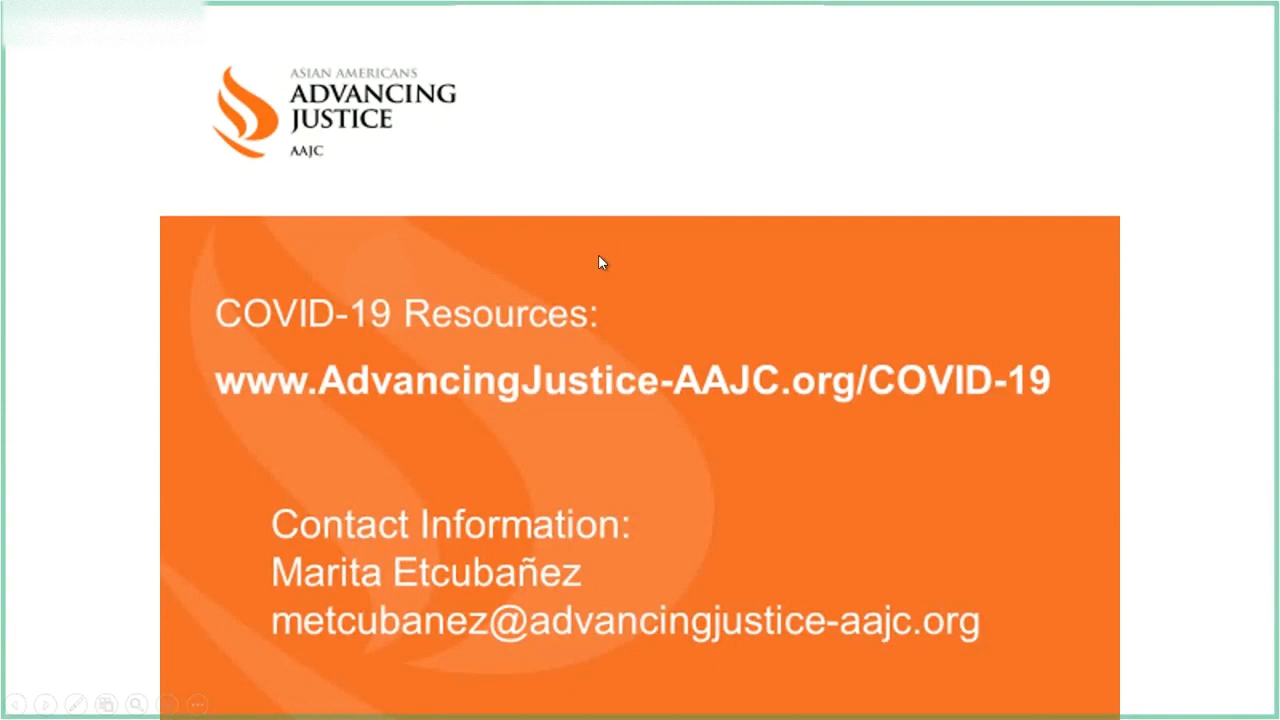 ASIAN AMERICANS
ADVANCING
JUSTICE
AAJC
COVID-19 Resources:
www.AdvancingJustice-AAJC.org/COVID-19
Contact Information:
Marita Etcubañez
metcubanez@advancingjustice-aajc.org